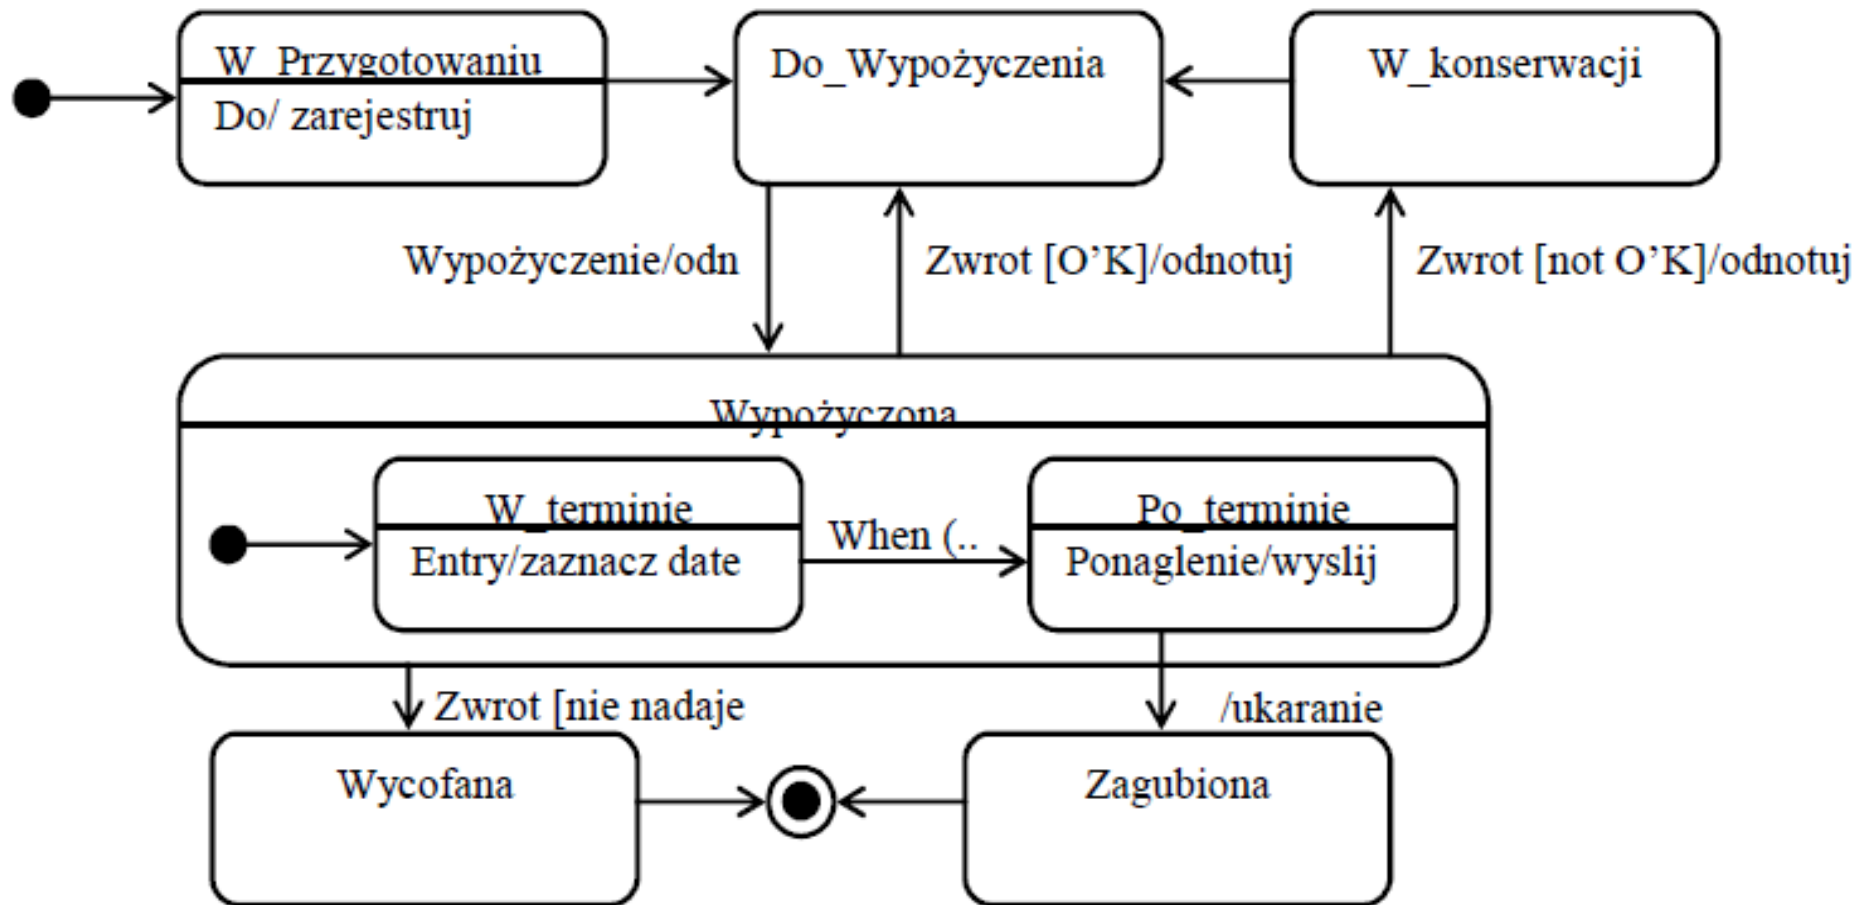 W_Przygotowaniu
Do/ zarejestruj
Do_Wypożyczenia
W_konserwacji
Wypożyczenie/odn
Zwrot [O’K]/odnotuj
Zwrot [not O’K]/odnotuj
Wypożyczona
W_terminie
Entry/zaznacz date
When (..
Po_terminie
Ponaglenie/wyslij
Zwrot [nie nadaje
/ukaranie
Wycofana
Zagubiona